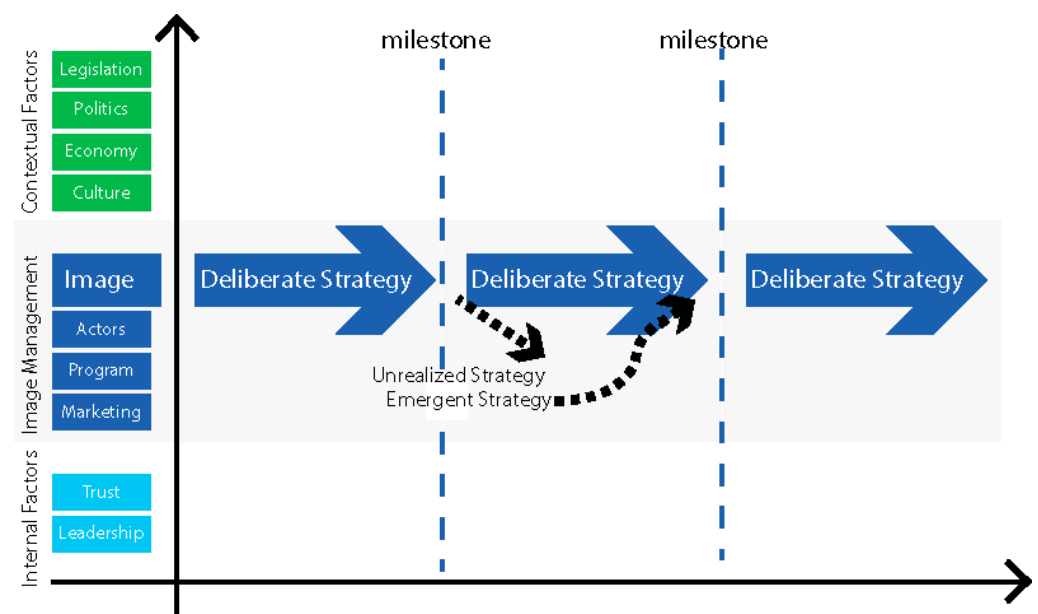 milestone
milestone
Contextual Factors
Legislation
Politics
Economy
Culture
Image Management
Image
Actors
Program
Marketing
Deliberate Strategy
Deliberate Strategy
Deliberate Strategy
Unrealized Strategy
Emergent Strategy
Internal Factors
Trust
Leadership